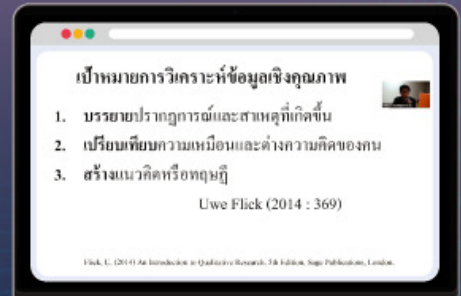 เป้าหมายการวิเคราะห์ข้อมูลเชิงคุณภาพ
1. บรรยายปรากฏการณ์และสาเหตุที่เกิดขึ้น
2. เปรียบเทียบความเหมือนและต่างความคิดของคน
3. สร้างแนวคิดหรือทฤษฎี
Uwe Flick (2014 : 369)
Flick, U. (2014) An Introduction to Qualitative Research. 5th Edition, Sage Publications, London.